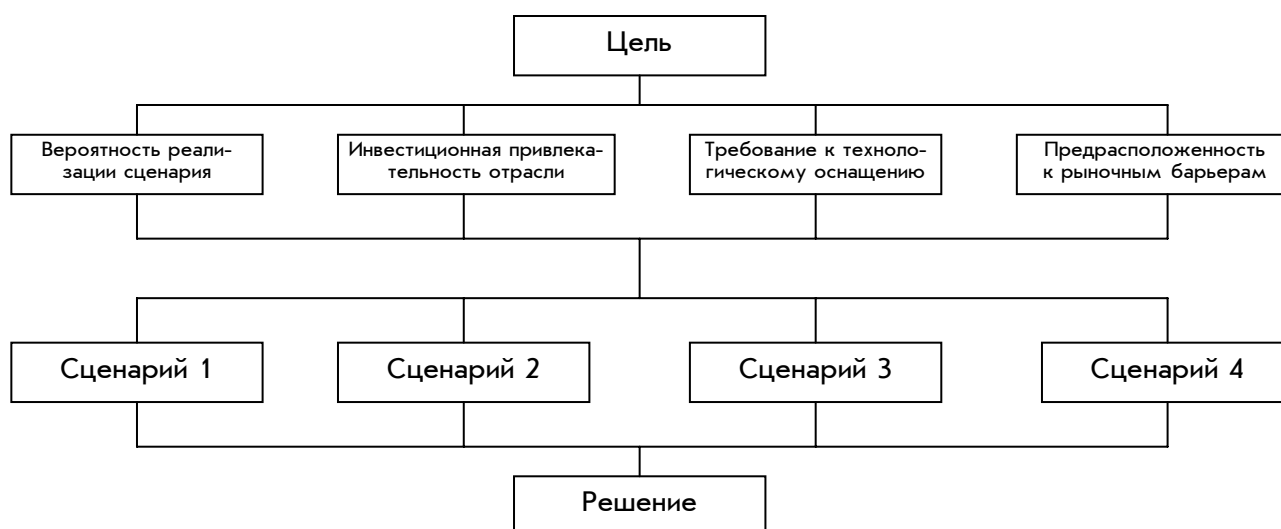 Цель
Вероятность реали-
зации сценария
Инвестиционная привлека-
тельность отрасли
Требование к техноло-
гическому оснащению
Предрасположенность
к рыночным барьерам
Сценарий 1
Сценарий 2
Сценарий 3
Сценарий 4
Решение